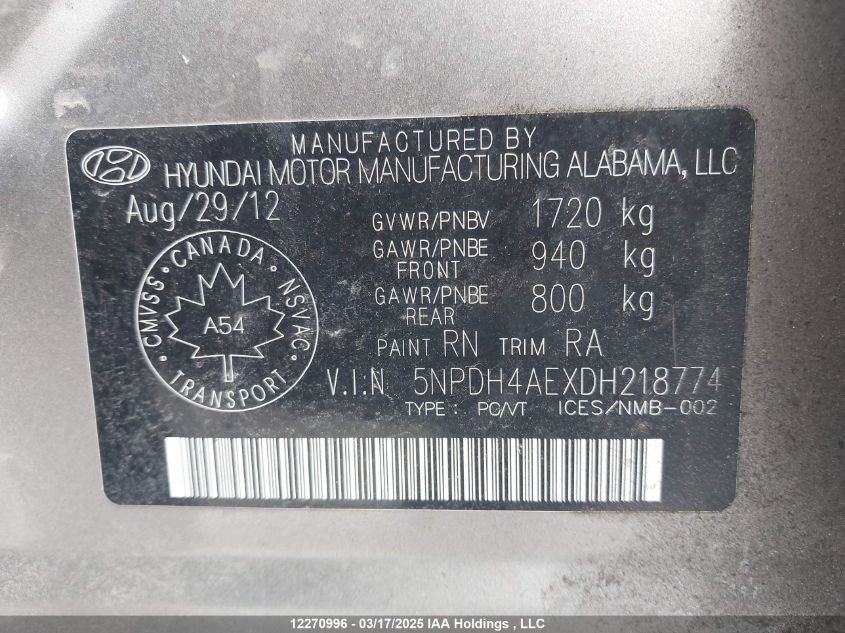 MANUFACTURED BY
HYUNDAI MOTOR MANUFACTURING ALABAMA, LLC
Aug/29/12
GVWR/PNBV 1720 kg
GAWR/PNBE FRONT 940 kg
GAWR/PNBE REAR 800 kg
PAINT RN TRIM RA
V.I.N 5NPDH4AEXDH218774
TYPE: PC/VT ICES/NMB-002
CMVSS · CANADA · NSVAC
A54
TRANSPORT
12270996 - 03/17/2025 IAA Holdings , LLC